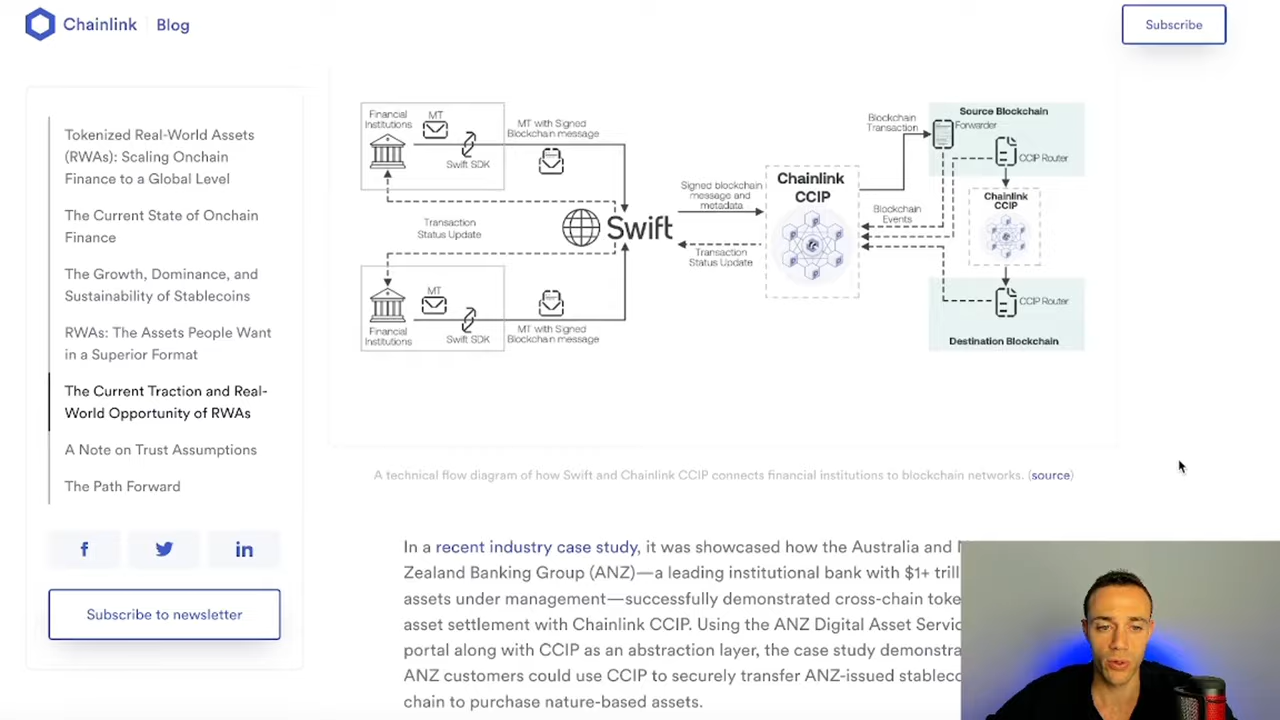 Chainlink Blog
Subscribe
Tokenized Real-World Assets
(RWAs): Scaling Onchain
Finance to a Global Level
The Current State of Onchain
Finance
The Growth, Dominance, and
Sustainability of Stablecoins
RWAs: The Assets People Want
in a Superior Format
The Current Traction and Real-
World Opportunity of RWAs
A Note on Trust Assumptions
The Path Forward
Subscribe to newsletter
Financial
Institutions
MT
Swift SDK
MT with Signed
Blockchain message
Transaction
Status Update
Swift
Financial
Institutions
MT
Swift SDK
MT with Signed
Blockchain message
Signed blockchain
message and
metadata
Transaction
Status Update
Chainlink
CCIP
Blockchain
Transaction
Blockchain
Events
Source Blockchain
Forwarder
CCIP Router
Chainlink
CCIP
CCIP Router
Destination Blockchain
A technical flow diagram of how Swift and Chainlink CCIP connects financial institutions to blockchain networks. (source)
In a recent industry case study, it was showcased how the Australia and
Zealand Banking Group (ANZ)—a leading institutional bank with $1+ trill
assets under management—successfully demonstrated cross-chain toke
asset settlement with Chainlink CCIP. Using the ANZ Digital Asset Servic
portal along with CCIP as an abstraction layer, the case study demonstra
ANZ customers could use CCIP to securely transfer ANZ-issued stablec
chain to purchase nature-based assets.